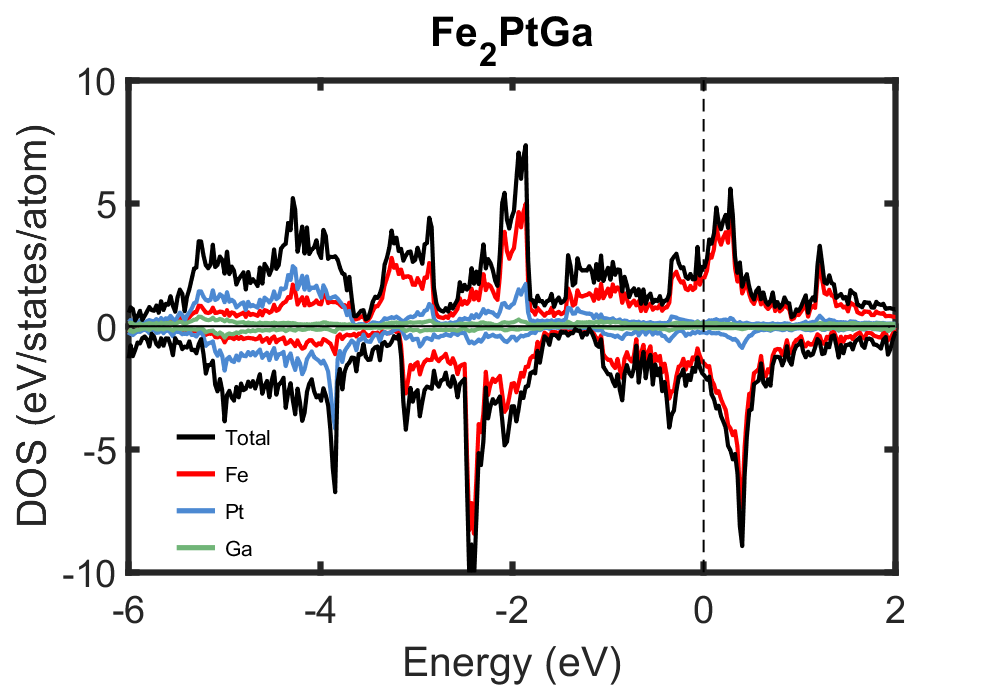 Fe₂PtGa
10
5
0
-5
-10
DOS (eV/states/atom)
Total
Fe
Pt
Ga
-6 -4 -2 0 2
Energy (eV)